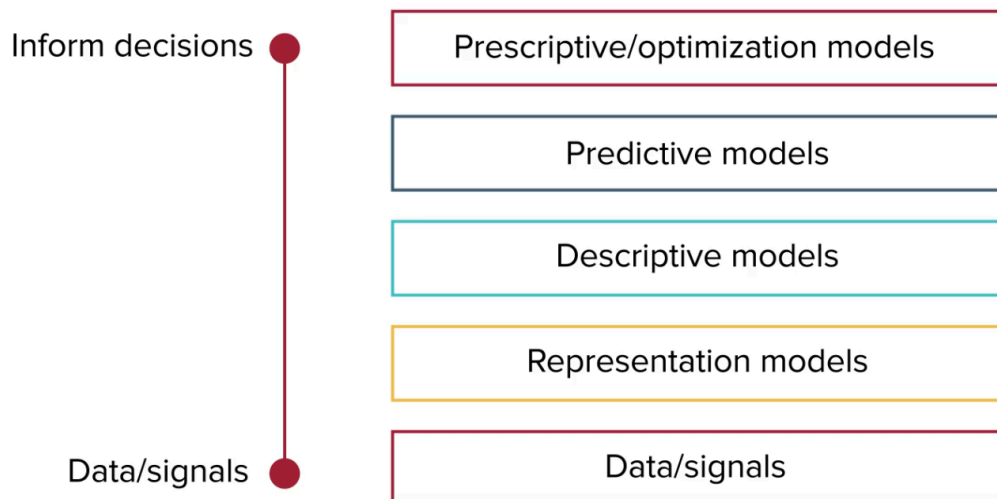 Inform decisions
Prescriptive/optimization models
Predictive models
Descriptive models
Representation models
Data/signals
Data/signals